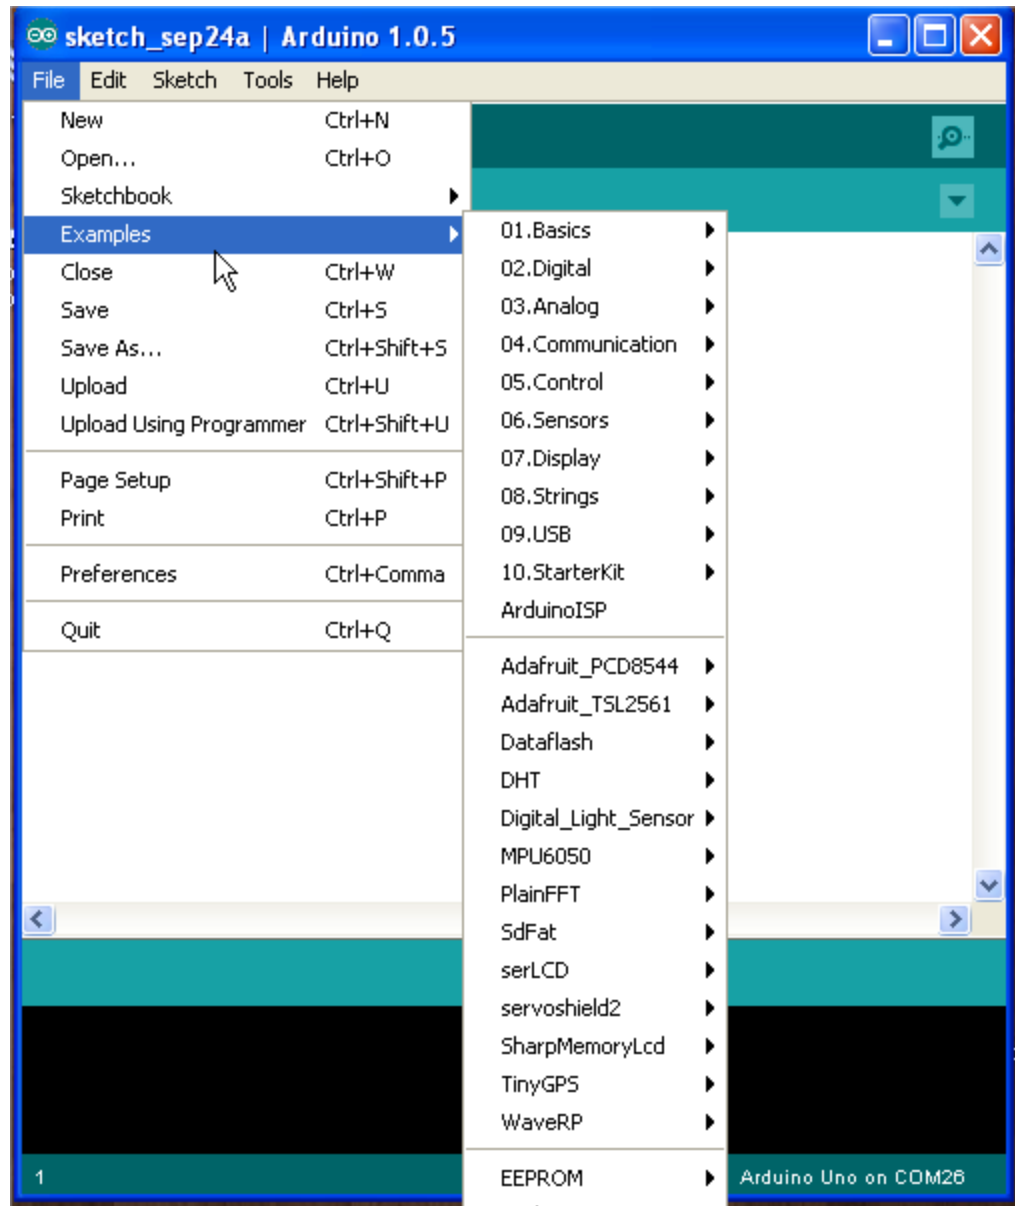 sketch_sep24a | Arduino 1.0.5
File Edit Sketch Tools Help
New Ctrl+N
Open... Ctrl+O
Sketchbook
Examples
Close Ctrl+W
Save Ctrl+S
Save As... Ctrl+Shift+S
Upload Ctrl+U
Upload Using Programmer Ctrl+Shift+U
Page Setup Ctrl+Shift+P
Print Ctrl+P
Preferences Ctrl+Comma
Quit Ctrl+Q
01.Basics
02.Digital
03.Analog
04.Communication
05.Control
06.Sensors
07.Display
08.Strings
09.USB
10.StarterKit
ArduinoISP
Adafruit_PCD8544
Adafruit_TSL2561
Dataflash
DHT
Digital_Light_Sensor
MPU6050
PlainFFT
SdFat
serLCD
servoshield2
SharpMemoryLcd
TinyGPS
WaveRP
EEPROM
1 Arduino Uno on COM26